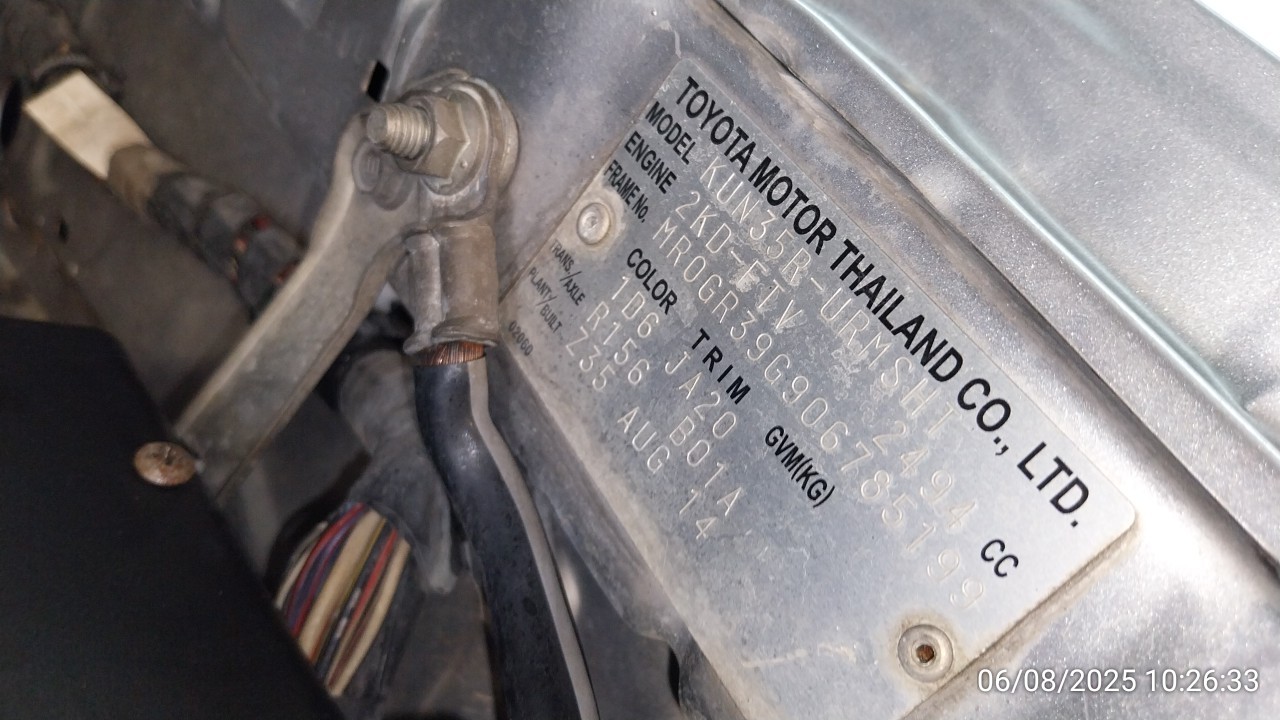 TOYOTA MOTOR THAILAND CO., LTD.
MODEL KUN35R-URMSHT
ENGINE 2KD-FTV 2494 CC
FRAME No. MR0GR39G906785199
COLOR TRIM GVM(KG)
1D6 JA20
TRANS/AXLE R156 B01A
PLANT/BUILT Z35 AUG 14
02060
06/08/2025 10:26:33